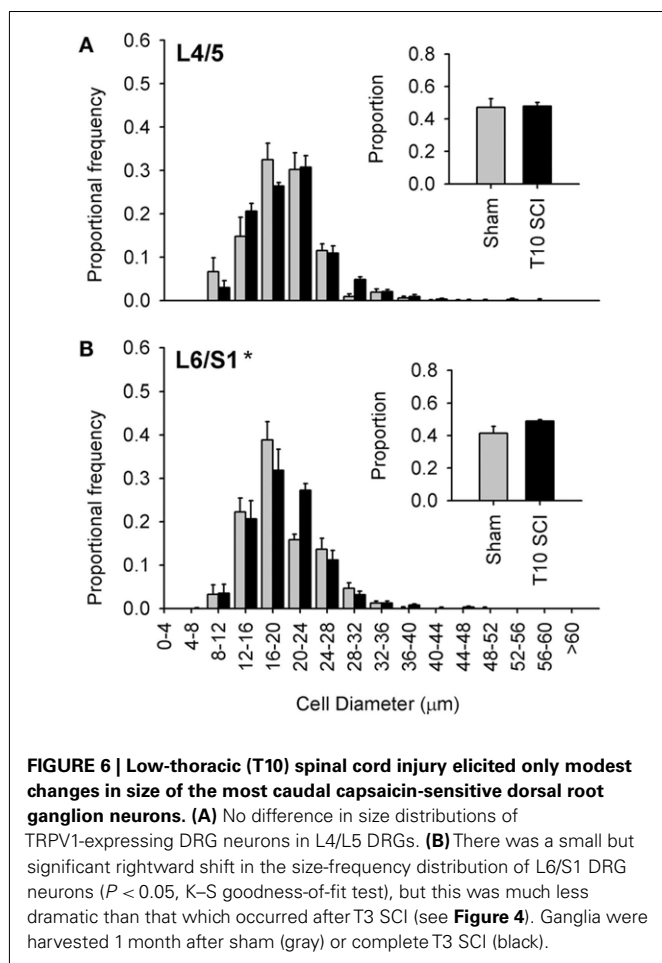 A
L4/5
Proportional frequency
0.6
0.5
0.4
0.3
0.2
0.1
0.0
Proportion
0.8
0.6
0.4
0.2
0.0
Sham
T10 SCI
B
L6/S1 *
Proportional frequency
0.6
0.5
0.4
0.3
0.2
0.1
0.0
Proportion
0.8
0.6
0.4
0.2
0.0
Sham
T10 SCI
0-4
4-8
8-12
12-16
16-20
20-24
24-28
28-32
32-36
36-40
40-44
44-48
48-52
52-56
56-60
>60
Cell Diameter (μm)
FIGURE 6 | Low-thoracic (T10) spinal cord injury elicited only modest
changes in size of the most caudal capsaicin-sensitive dorsal root
ganglion neurons. (A) No difference in size distributions of
TRPV1-expressing DRG neurons in L4/L5 DRGs. (B) There was a small but
significant rightward shift in the size-frequency distribution of L6/S1 DRG
neurons (P < 0.05, K–S goodness-of-fit test), but this was much less
dramatic than that which occurred after T3 SCI (see Figure 4). Ganglia were
harvested 1 month after sham (gray) or complete T3 SCI (black).